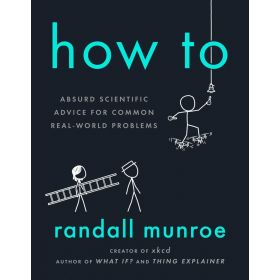 how to
ABSURD SCIENTIFIC
ADVICE FOR COMMON
REAL-WORLD PROBLEMS
randall munroe
CREATOR OF xkcd
AUTHOR OF WHAT IF? AND THING EXPLAINER